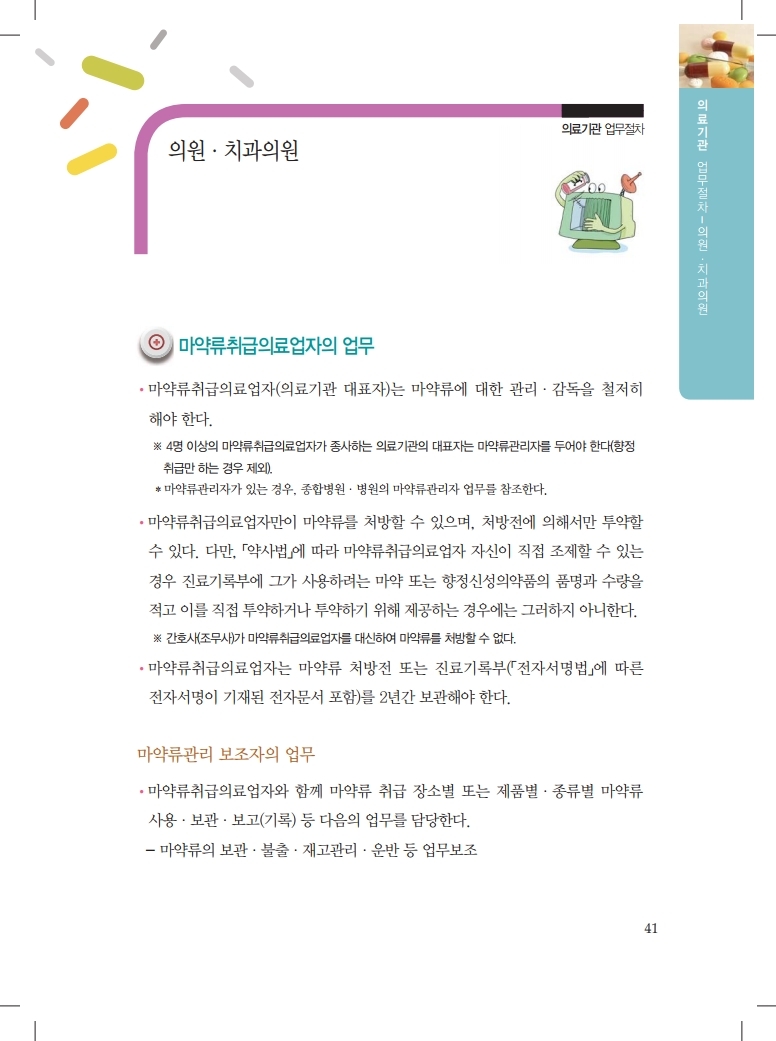 의료기관 업무절차
의원 · 치과의원
의료기관 업무절차 - 의원 · 치과의원
마약류취급의료업자의 업무
• 마약류취급의료업자(의료기관 대표자)는 마약류에 대한 관리 · 감독을 철저히
해야 한다.
※ 4명 이상의 마약류취급의료업자가 종사하는 의료기관의 대표자는 마약류관리자를 두어야 한다(향정
취급만 하는 경우 제외).
* 마약류관리자가 있는 경우, 종합병원 · 병원의 마약류관리자 업무를 참조한다.
• 마약류취급의료업자만이 마약류를 처방할 수 있으며, 처방전에 의해서만 투약할
수 있다. 다만, 「약사법」에 따라 마약류취급의료업자 자신이 직접 조제할 수 있는
경우 진료기록부에 그가 사용하려는 마약 또는 향정신성의약품의 품명과 수량을
적고 이를 직접 투약하거나 투약하기 위해 제공하는 경우에는 그러하지 아니한다.
※ 간호사(조무사)가 마약류취급의료업자를 대신하여 마약류를 처방할 수 없다.
• 마약류취급의료업자는 마약류 처방전 또는 진료기록부(「전자서명법」에 따른
전자서명이 기재된 전자문서 포함)를 2년간 보관해야 한다.
마약류관리 보조자의 업무
• 마약류취급의료업자와 함께 마약류 취급 장소별 또는 제품별 · 종류별 마약류
사용 · 보관 · 보고(기록) 등 다음의 업무를 담당한다.
– 마약류의 보관 · 불출 · 재고관리 · 운반 등 업무보조
41